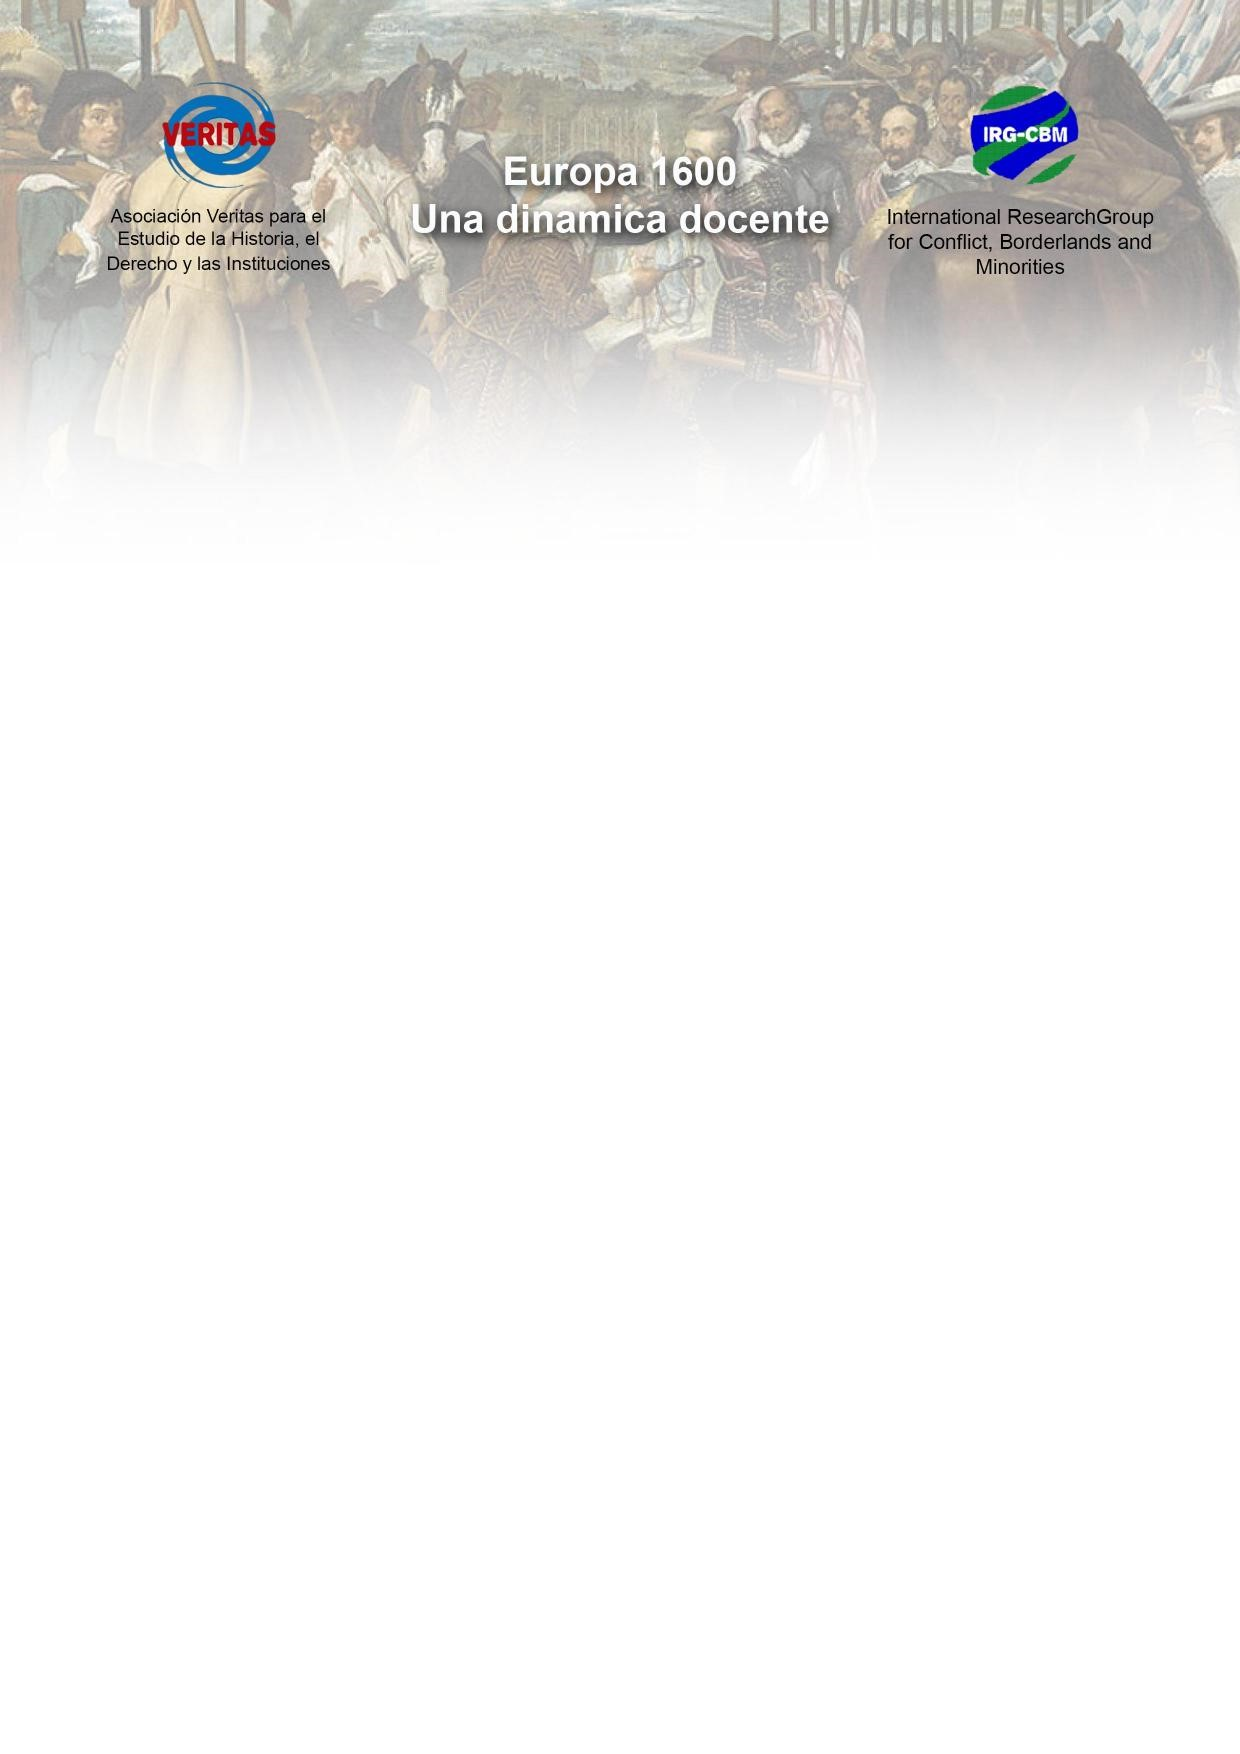 VERITAS
Asociación Veritas para el
Estudio de la Historia, el
Derecho y las Instituciones
Europa 1600
Una dinamica docente
IRG-CBM
International ResearchGroup
for Conflict, Borderlands and
Minorities